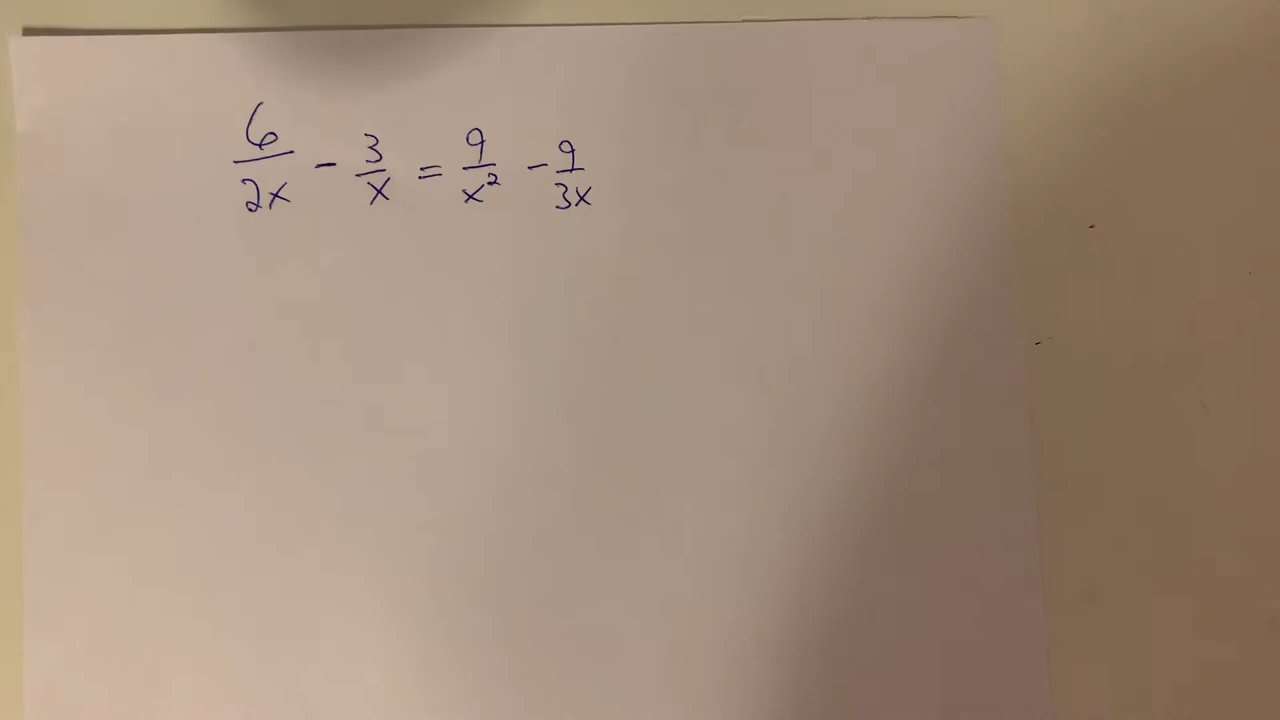 6/2x - 3/x = 9/x² - 9/3x